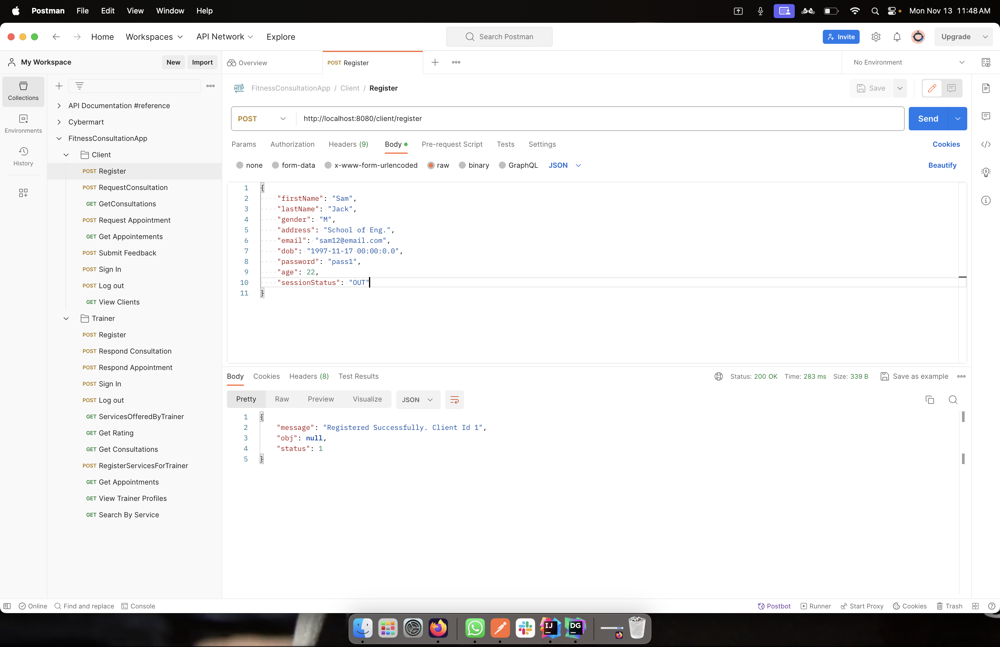 Postman File Edit View Window Help Mon Nov 13 11:48 AM
Home Workspaces API Network Explore Search Postman Invite Upgrade
My Workspace New Import Overview POST Register No Environment
Collections
Environments
History
API Documentation #reference
Cybermart
FitnessConsultationApp
Client
POST Register
POST RequestConsultation
GET GetConsultations
POST Request Appointment
GET Get Appointements
POST Submit Feedback
POST Sign In
POST Log out
GET View Clients
Trainer
POST Register
POST Respond Consultation
POST Respond Appointment
POST Sign In
POST Log out
GET ServicesOfferedByTrainer
GET Get Rating
GET Get Consultations
POST RegisterServicesForTrainer
GET Get Appointments
GET View Trainer Profiles
GET Search By Service
HTTP FitnessConsultationApp / Client / Register Save
POST http://localhost:8080/client/register Send
Params Authorization Headers (9) Body Pre-request Script Tests Settings Cookies
none form-data x-www-form-urlencoded raw binary GraphQL JSON Beautify
1 {
2 "firstName": "Sam",
3 "lastName": "Jack",
4 "gender": "M",
5 "address": "School of Eng.",
6 "email": "sam12@email.com",
7 "dob": "1997-11-17 00:00:0.0",
8 "password": "pass1",
9 "age": 22,
10 "sessionStatus": "OUT"
11 }
Body Cookies Headers (8) Test Results Status: 200 OK Time: 283 ms Size: 339 B Save as example
Pretty Raw Preview Visualize JSON
1 {
2 "message": "Registered Successfully. Client Id 1",
3 "obj": null,
4 "status": 1
5 }
Online Find and replace Console Postbot Runner Start Proxy Cookies Trash
IJ DG